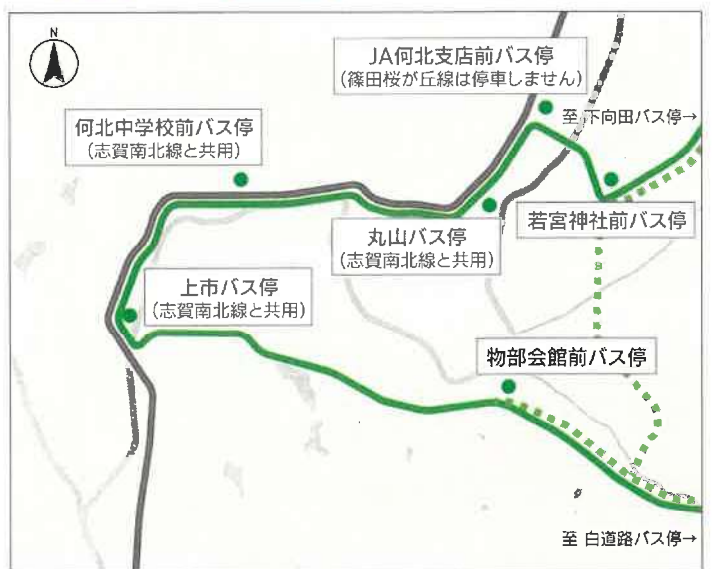 N
JA何北支店前バス停
(篠田桜が丘線は停車しません)
至 下向田バス停→
何北中学校前バス停
(志賀南北線と共用)
丸山バス停
(志賀南北線と共用)
若宮神社前バス停
上市バス停
(志賀南北線と共用)
物部会館前バス停
至 白道路バス停→